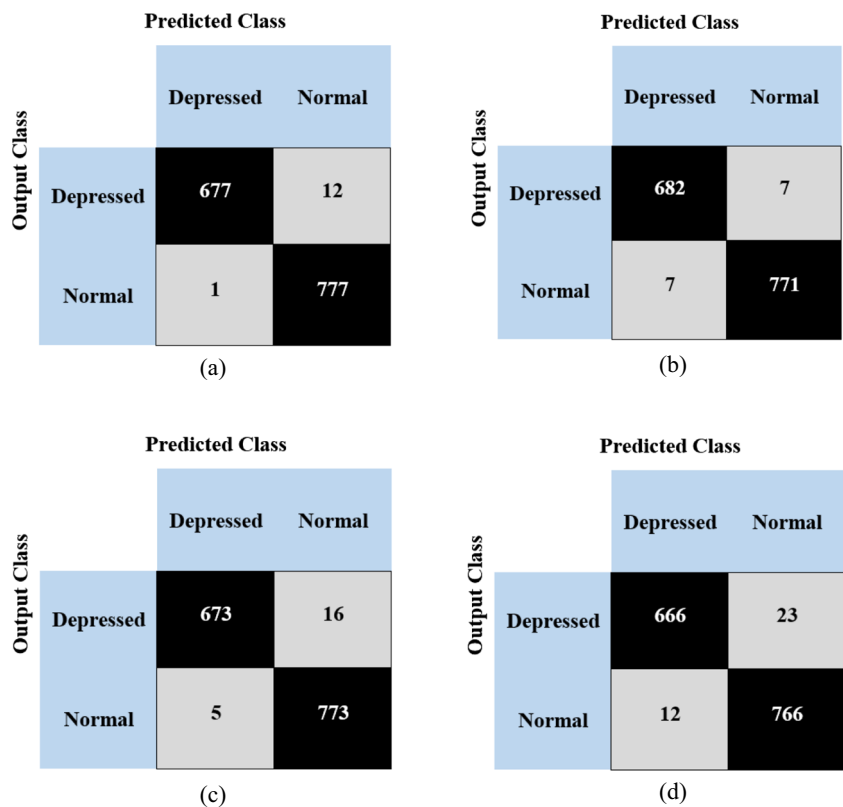 Predicted Class
Output Class
Depressed Normal
Depressed 677 12
Normal 1 777
(a)
Predicted Class
Output Class
Depressed Normal
Depressed 682 7
Normal 7 771
(b)
Predicted Class
Output Class
Depressed Normal
Depressed 673 16
Normal 5 773
(c)
Predicted Class
Output Class
Depressed Normal
Depressed 666 23
Normal 12 766
(d)